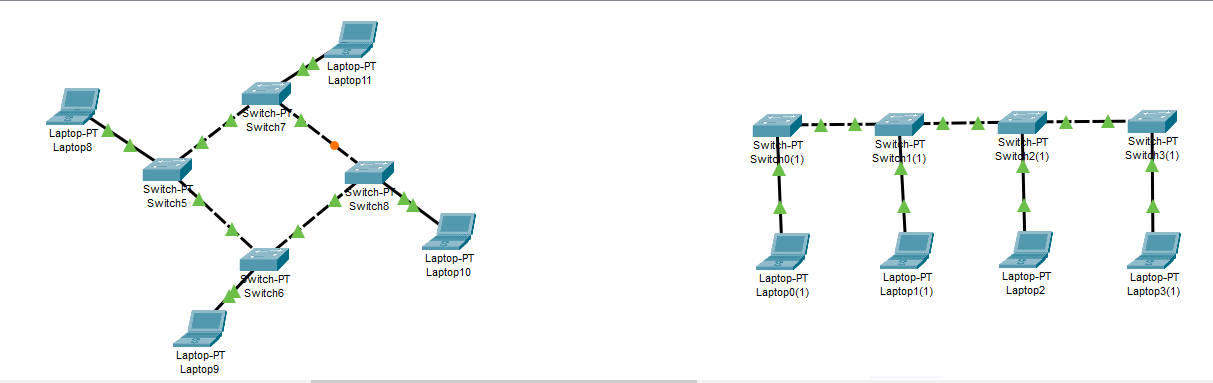 Laptop-PT
Laptop11
Laptop-PT
Laptop8
Switch-PT
Switch7
Switch-PT
Switch5
Switch-PT
Switch8
Laptop-PT
Laptop10
Switch-PT
Switch6
Laptop-PT
Laptop9
Switch-PT
Switch0(1)
Switch-PT
Switch1(1)
Switch-PT
Switch2(1)
Switch-PT
Switch3(1)
Laptop-PT
Laptop0(1)
Laptop-PT
Laptop1(1)
Laptop-PT
Laptop2
Laptop-PT
Laptop3(1)